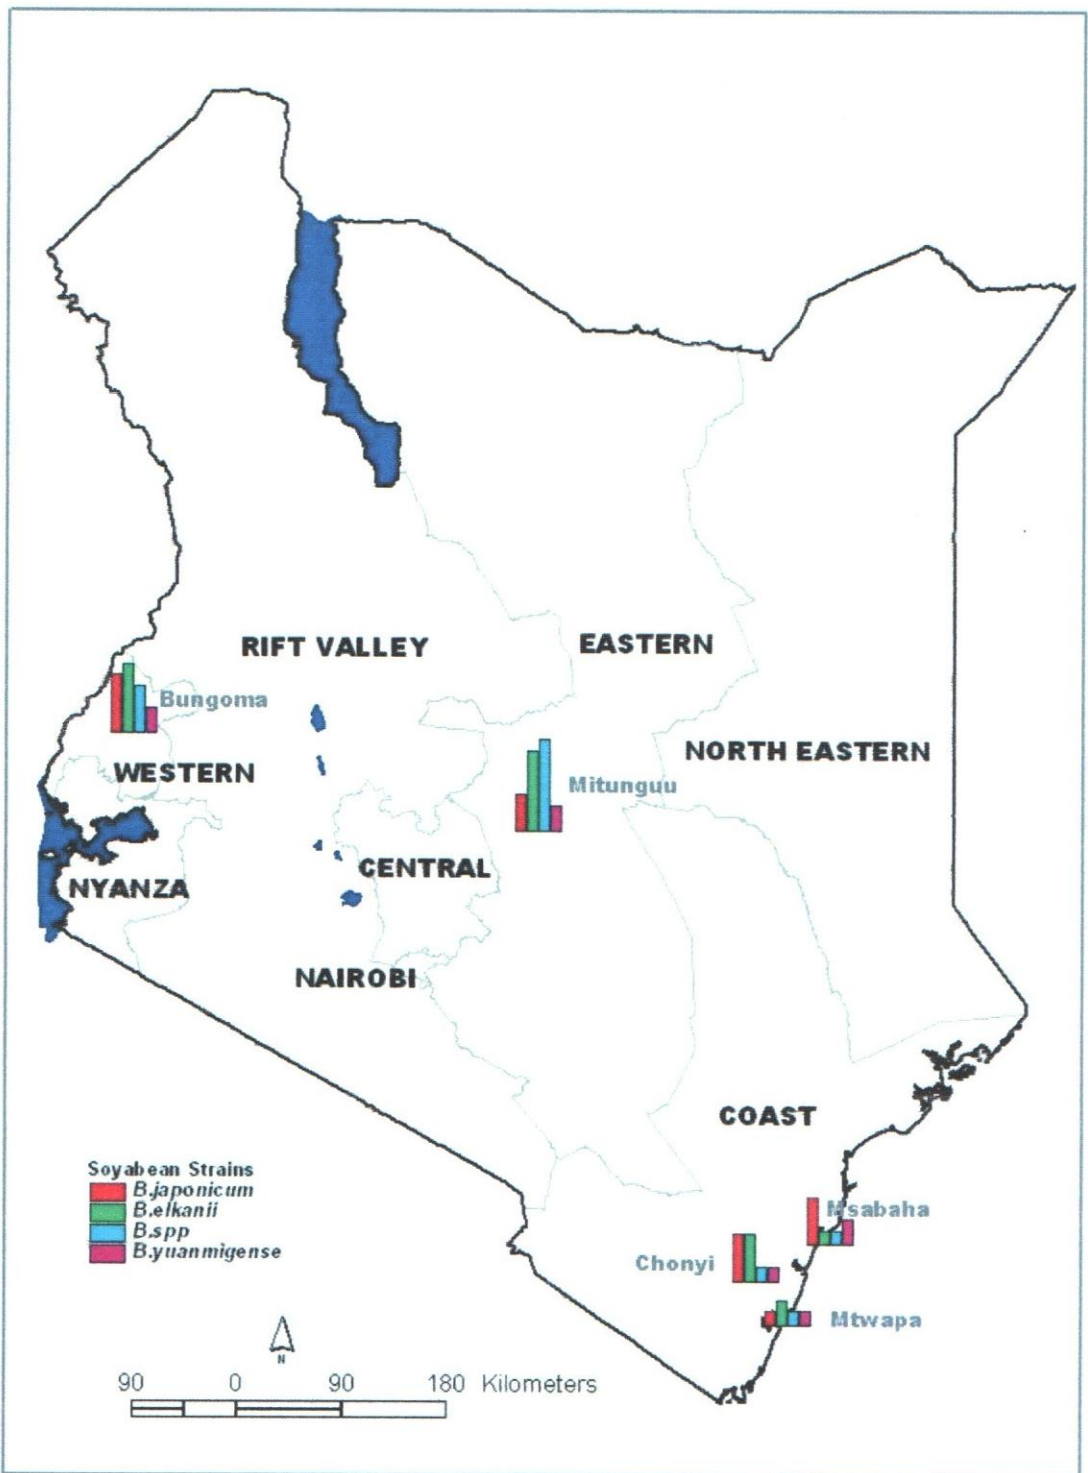 RIFT VALLEY
EASTERN
Bungoma
NORTH EASTERN
WESTERN
Mitunguu
CENTRAL
NYANZA
NAIROBI
COAST
Soyabean Strains
B.japonicum
B.elkanii
B.spp
B.yuanmigense
Msabaha
Chonyi
Mtwapa
N
90 0 90 180 Kilometers